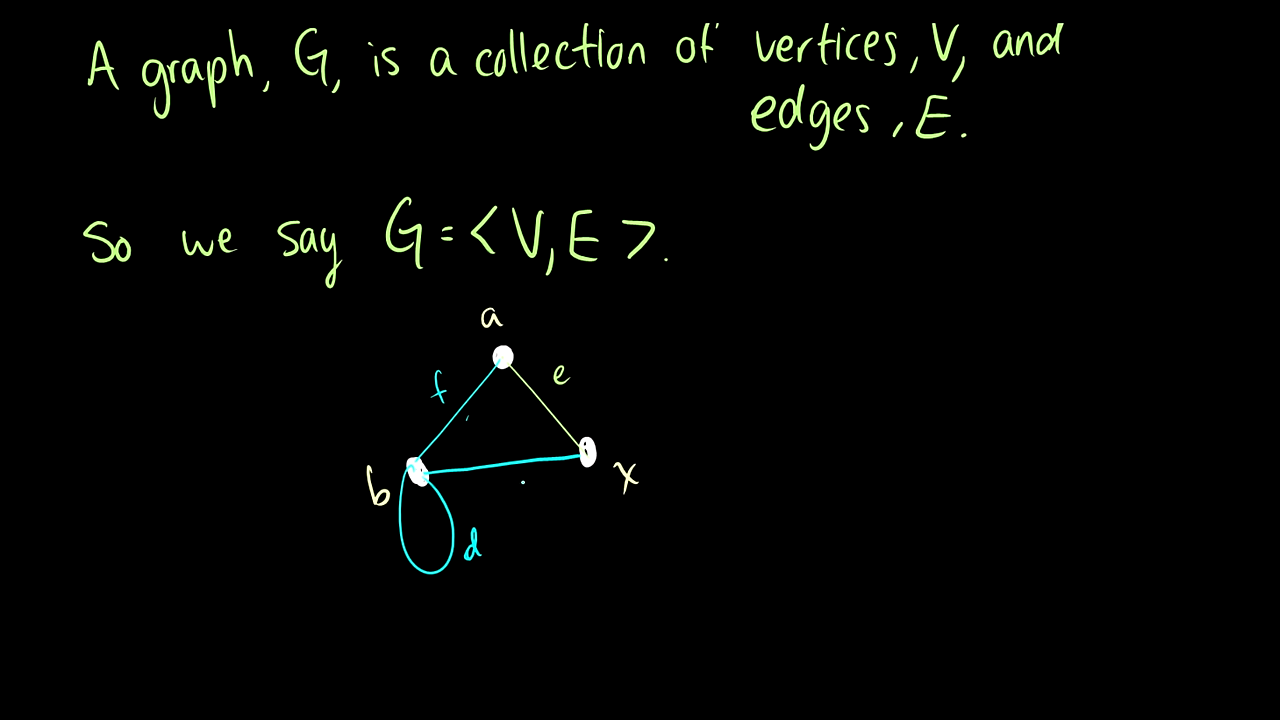 A graph, G, is a collection of vertices, V, and
edges, E.
So we say G = < V, E >.
a
f e
b x
d